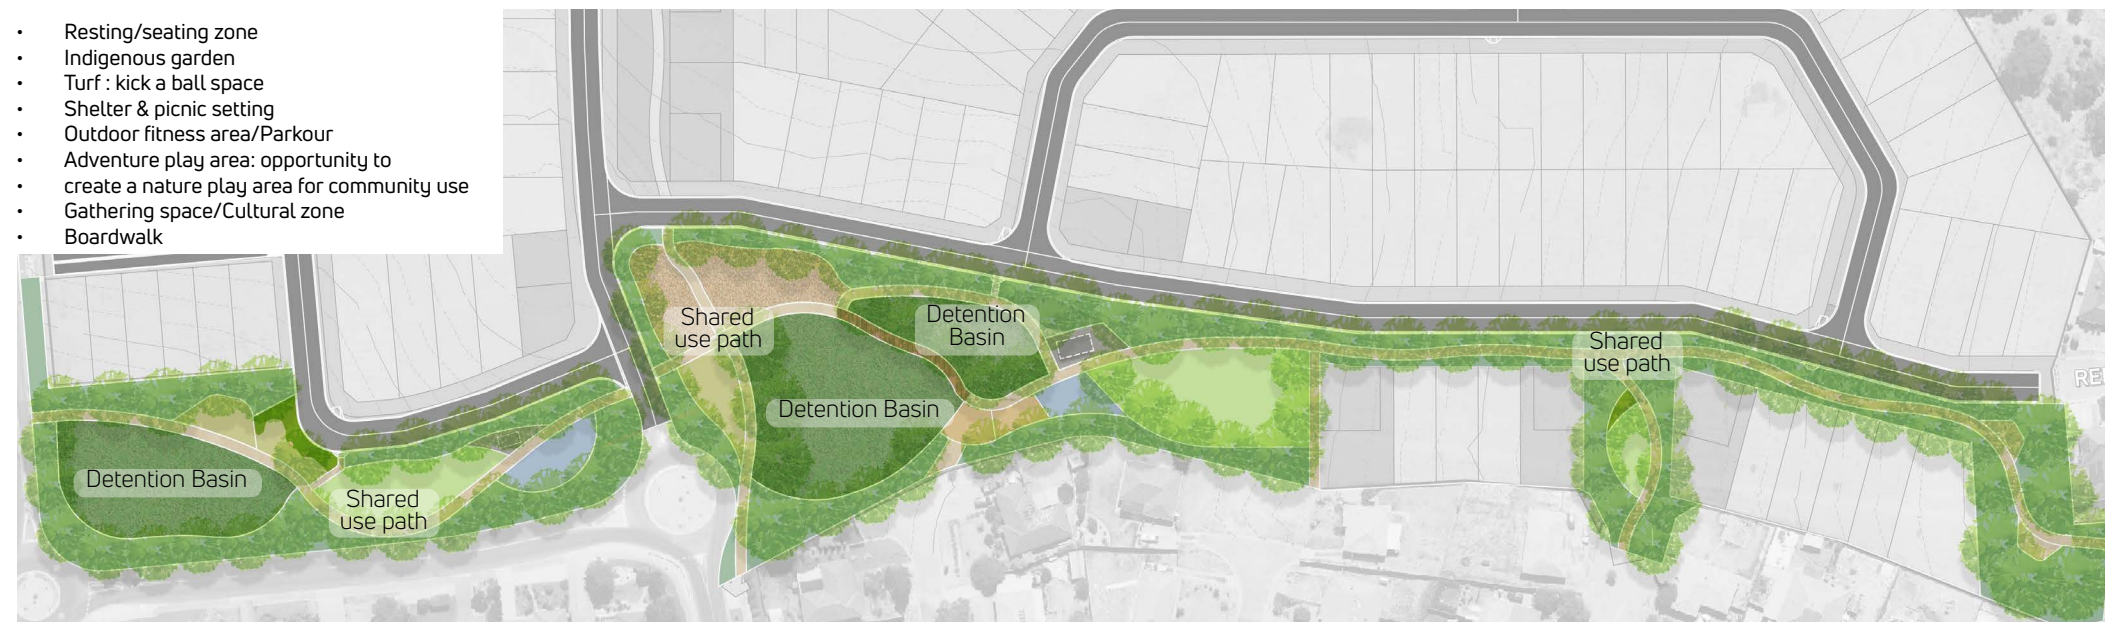 • Resting/seating zone
• Indigenous garden
• Turf : kick a ball space
• Shelter & picnic setting
• Outdoor fitness area/Parkour
• Adventure play area: opportunity to
• create a nature play area for community use
• Gathering space/Cultural zone
• Boardwalk
Shared
use path
Detention
Basin
Shared
use path
Detention Basin
Detention Basin
Shared
use path